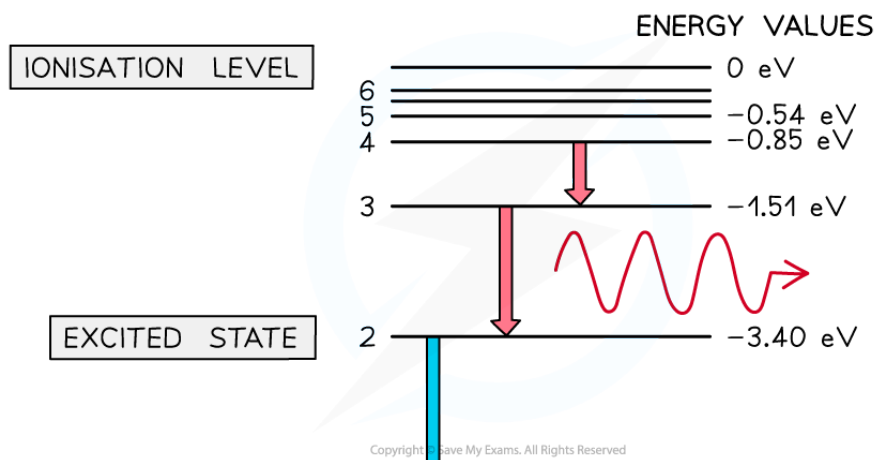 ENERGY VALUES
IONISATION LEVEL
0 eV
6
5
-0.54 eV
4
-0.85 eV
3
-1.51 eV
EXCITED STATE
2
-3.40 eV
Copyright © Save My Exams. All Rights Reserved